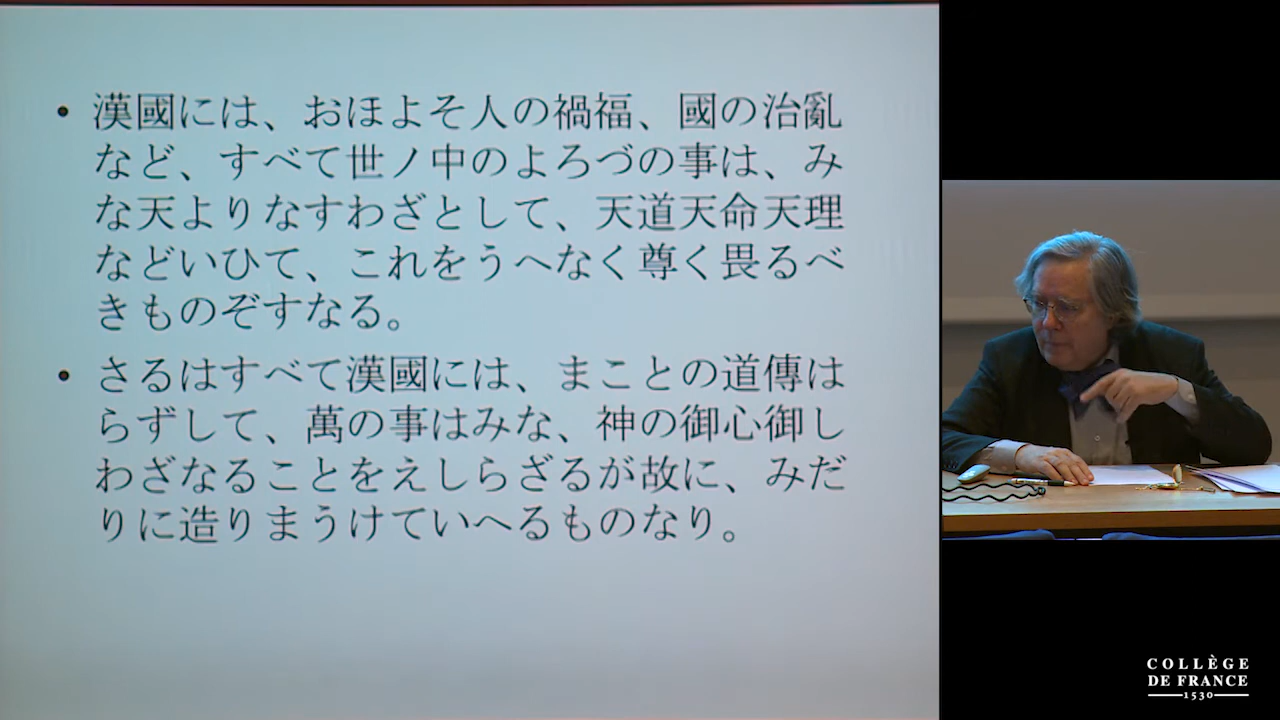 • 漢國には、おほよそ人の禍福、國の治亂
など、すべて世ノ中のよろづの事は、み
な天よりなすわざとして、天道天命天理
などいひて、これをうへなく尊く畏るべ
きものぞすなる。
• さるはすべて漢國には、まことの道傳は
らずして、萬の事はみな、神の御心御し
わざなることをえしらざるが故に、みだ
りに造りまうけていへるものなり。
COLLÈGE
DE FRANCE
1530